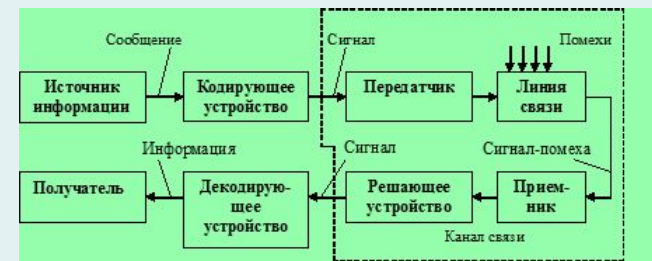 Сообщение
Сигнал
Помехи
Источник
информации
Кодирующее
устройство
Передатчик
Линия
связи
Информация
Сигнал
Сигнал-помеха
Получатель
Декодирую-
щее
устройство
Решающее
устройство
Прием-
ник
Канал связи